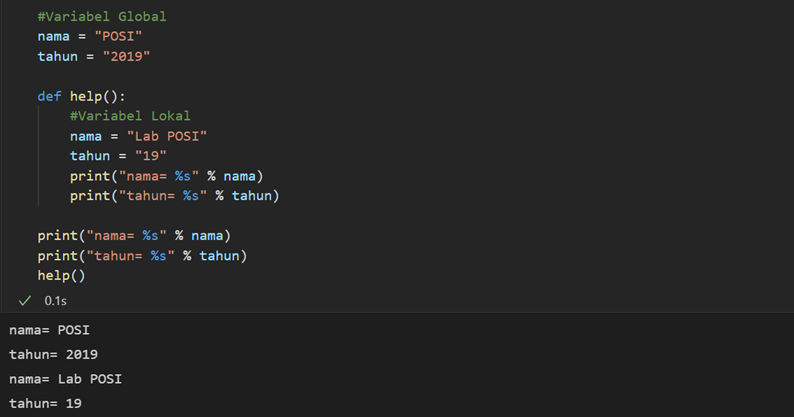 #Variabel Global
nama = "POSI"
tahun = "2019"
def help():
#Variabel Lokal
nama = "Lab POSI"
tahun = "19"
print("nama= %s" % nama)
print("tahun= %s" % tahun)
print("nama= %s" % nama)
print("tahun= %s" % tahun)
help()
0.1s
nama= POSI
tahun= 2019
nama= Lab POSI
tahun= 19